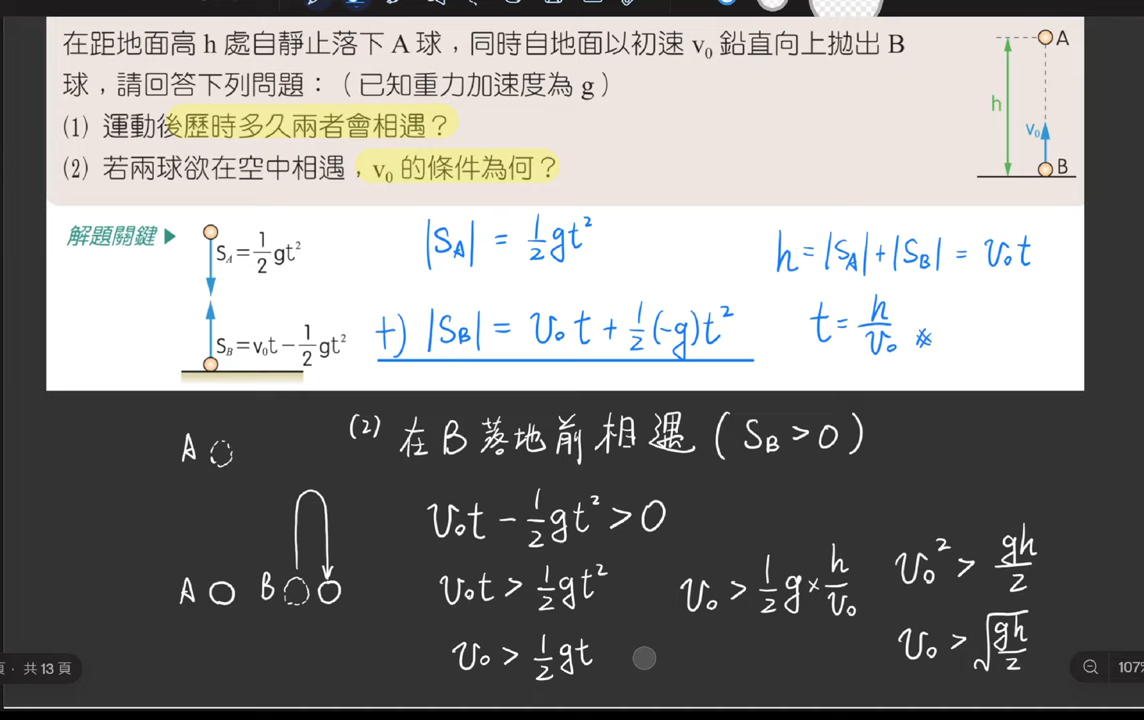 在距地面高 h 處自靜止落下 A 球，同時自地面以初速 v₀ 鉛直向上拋出 B
球，請回答下列問題：（已知重力加速度為 g）
(1) 運動後歷時多久兩者會相遇？
(2) 若兩球欲在空中相遇，v₀ 的條件為何？
A
h
v₀
B
解題關鍵▶
S_A=1/2 gt²
S_B=v₀t－1/2 gt²
|S_A| = 1/2 gt²
+) |S_B| = v₀t + 1/2 (-g)t²
h = |S_A| + |S_B| = v₀t
t = h/v₀ ※
(2) 在 B 落地前相遇 (S_B > 0)
A
A B
v₀t - 1/2 gt² > 0
v₀t > 1/2 gt²
v₀ > 1/2 gt
v₀ > 1/2 g × h/v₀
v₀² > gh/2
v₀ > √(gh/2)
頁 · 共 13 頁
107%